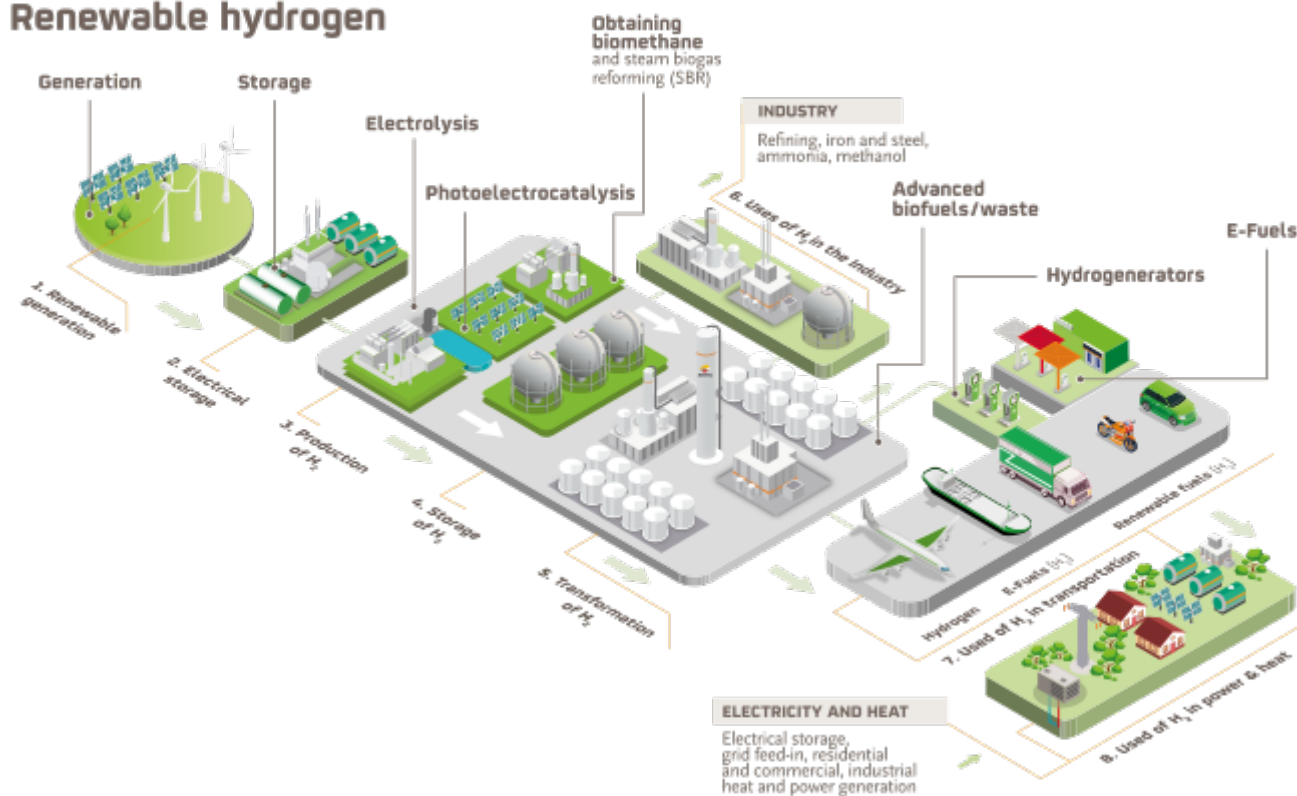 Renewable hydrogen
Generation
Storage
Electrolysis
Photoelectrocatalysis
Obtaining
biomethane
and steam biogas
reforming (SBR)
INDUSTRY
Refining, iron and steel,
ammonia, methanol
Advanced
biofuels/waste
E-Fuels
Hydrogenerators
1. Renewable
generation
2. Electrical
storage
3. Production
of H₂
4. Storage
of H₂
5. Transformation
of H₂
6. Uses of H₂ in the industry
Hydrogen
E-Fuels (H₂)
Renewable fuels (H₂)
7. Used of H₂ in transportation
8. Used of H₂ in power & heat
ELECTRICITY AND HEAT
Electrical storage,
grid feed-in, residential
and commercial, industrial
heat and power generation